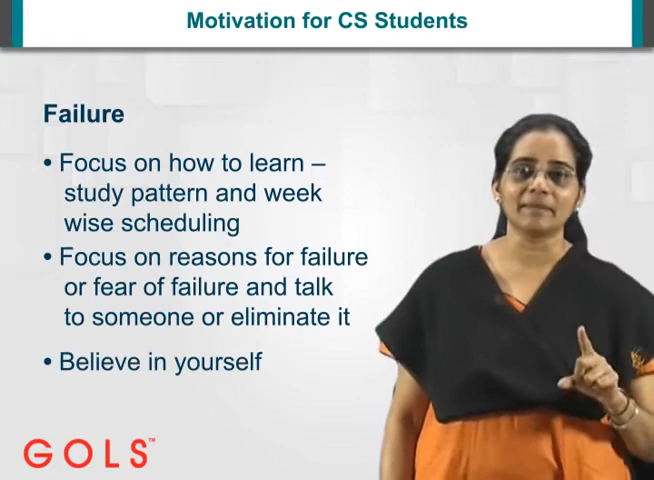 Motivation for CS Students
Failure
• Focus on how to learn –
study pattern and week
wise scheduling
• Focus on reasons for failure
or fear of failure and talk
to someone or eliminate it
• Believe in yourself
GOLS™